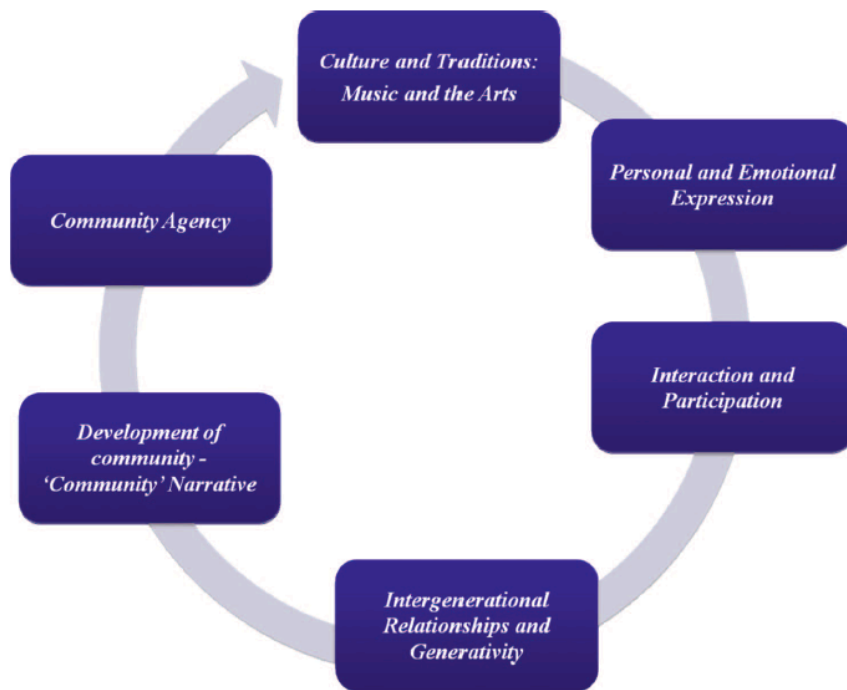 Culture and Traditions:
Music and the Arts
Personal and Emotional
Expression
Interaction and
Participation
Intergenerational
Relationships and
Generativity
Development of
community -
‘Community’ Narrative
Community Agency